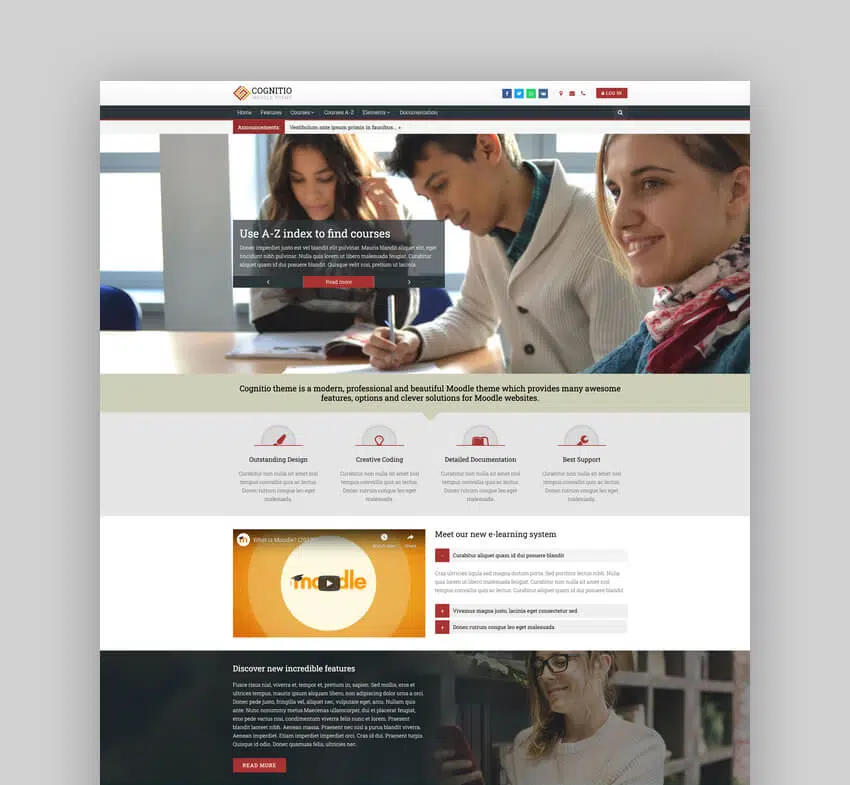 COGNITIO
MOODLE THEME
LOG IN
Home Features Courses Courses A-Z Elements Documentation
Announcements Vestibulum ante ipsum primis in faucibus... »
Use A-Z index to find courses
Donec imperdiet justo est vel blandit elit pulvinar. Mauris blandit aliquet elit, eget
tincidunt nibh pulvinar. Nulla quis lorem ut libero malesuada feugiat. Curabitur
aliquet quam id dui posuere blandit. Quisque velit nisi, pretium ut lacinia.
Read more
Cognitio theme is a modern, professional and beautiful Moodle theme which provides many awesome
features, options and clever solutions for Moodle websites.
Outstanding Design
Curabitur non nulla sit amet nisl
tempus convallis quis ac lectus.
Donec rutrum congue leo eget
malesuada.
Creative Coding
Curabitur non nulla sit amet nisl
tempus convallis quis ac lectus.
Donec rutrum congue leo eget
malesuada.
Detailed Documentation
Curabitur non nulla sit amet nisl
tempus convallis quis ac lectus.
Donec rutrum congue leo eget
malesuada.
Best Support
Curabitur non nulla sit amet nisl
tempus convallis quis ac lectus.
Donec rutrum congue leo eget
malesuada.
What is Moodle?
Share
moodle
Meet our new e-learning system
- Curabitur aliquet quam id dui posuere blandit
Cras ultricies ligula sed magna dictum porta. Sed porttitor lectus nibh. Nulla
quis lorem ut libero malesuada feugiat. Curabitur non nulla sit amet nisl
tempus convallis quis ac lectus. Curabitur aliquet quam id dui posuere blandit.
+ Vivamus magna justo, lacinia eget consectetur sed
+ Donec rutrum congue leo eget malesuada
Discover new incredible features
Fusce risus nisl, viverra et, tempor et, pretium in, sapien. Sed mollis, eros et
ultrices tempus, mauris ipsum aliquam libero, non adipiscing dolor urna a orci.
Donec pede justo, fringilla vel, aliquet nec, vulputate eget, arcu. Nullam quis
ante. Nunc nonummy metus.Maecenas ullamcorper, dui et placerat feugiat,
eros pede varius nisi, condimentum viverra felis nunc et lorem. Praesent
blandit laoreet nibh. Aenean massa. Praesent nec nisl a purus blandit viverra.
Aenean imperdiet. Etiam imperdiet imperdiet orci. Cras id dui. Praesent turpis.
Quisque id odio. Donec quamusa felis, ultricies nec.
READ MORE